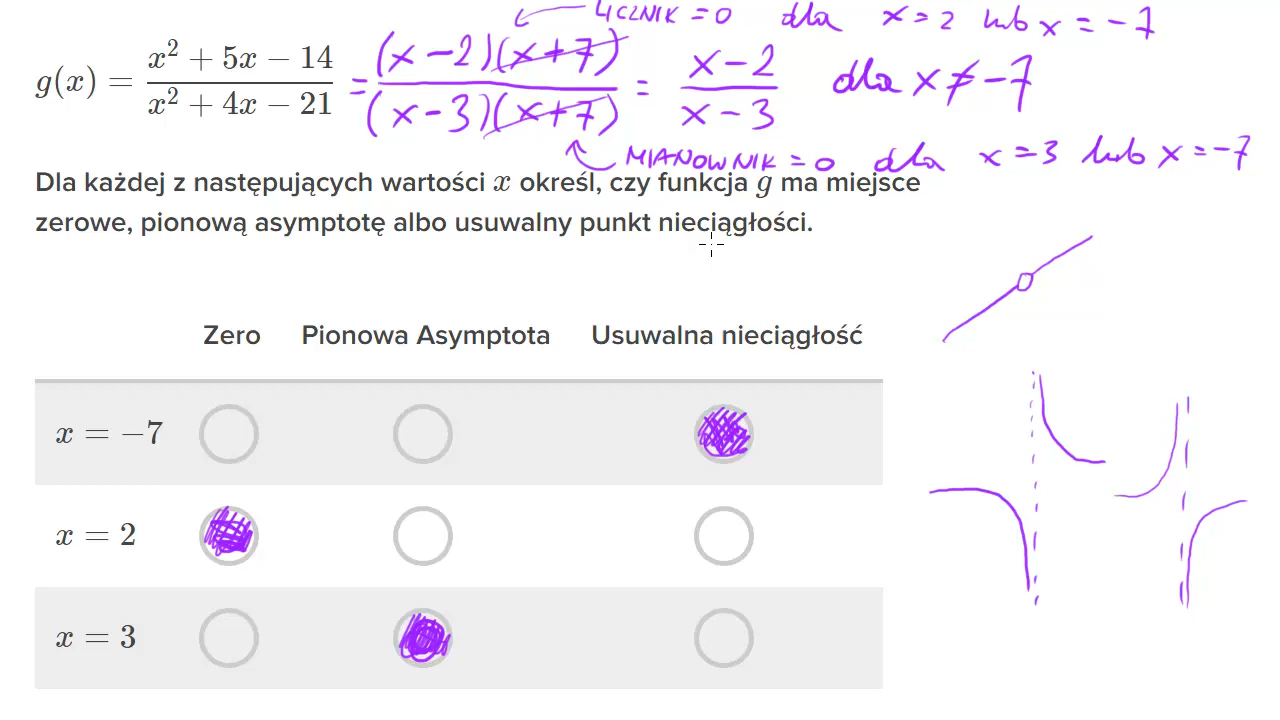 LICZNIK = 0 dla x = 2 lub x = -7
g(x) = x² + 5x − 14 / x² + 4x − 21 = (x-2)(x+7) / (x-3)(x+7) = x-2 / x-3 dla x ≠ -7
MIANOWNIK = 0 dla x = 3 lub x = -7
Dla każdej z następujących wartości x określ, czy funkcja g ma miejsce
zerowe, pionową asymptotę albo usuwalny punkt nieciągłości.
Zero Pionowa Asymptota Usuwalna nieciągłość
x = −7
x = 2
x = 3